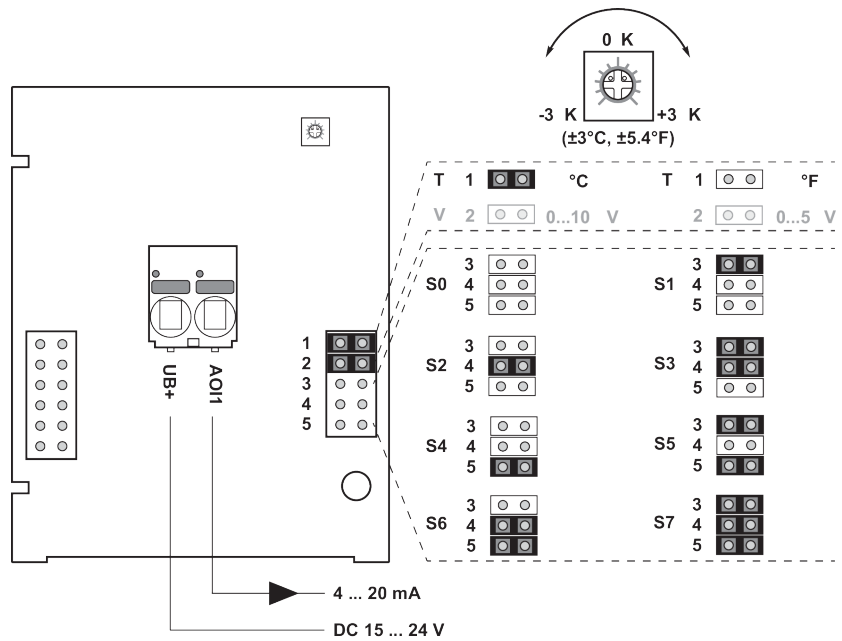 0 K
-3 K +3 K
(±3°C, ±5.4°F)
T 1 °C T 1 °F
V 2 0...10 V 2 0...5 V
S0 3 4 5
S1 3 4 5
S2 3 4 5
S3 3 4 5
S4 3 4 5
S5 3 4 5
S6 3 4 5
S7 3 4 5
1
2
3
4
5
UB+
AOI1
4 ... 20 mA
DC 15 ... 24 V